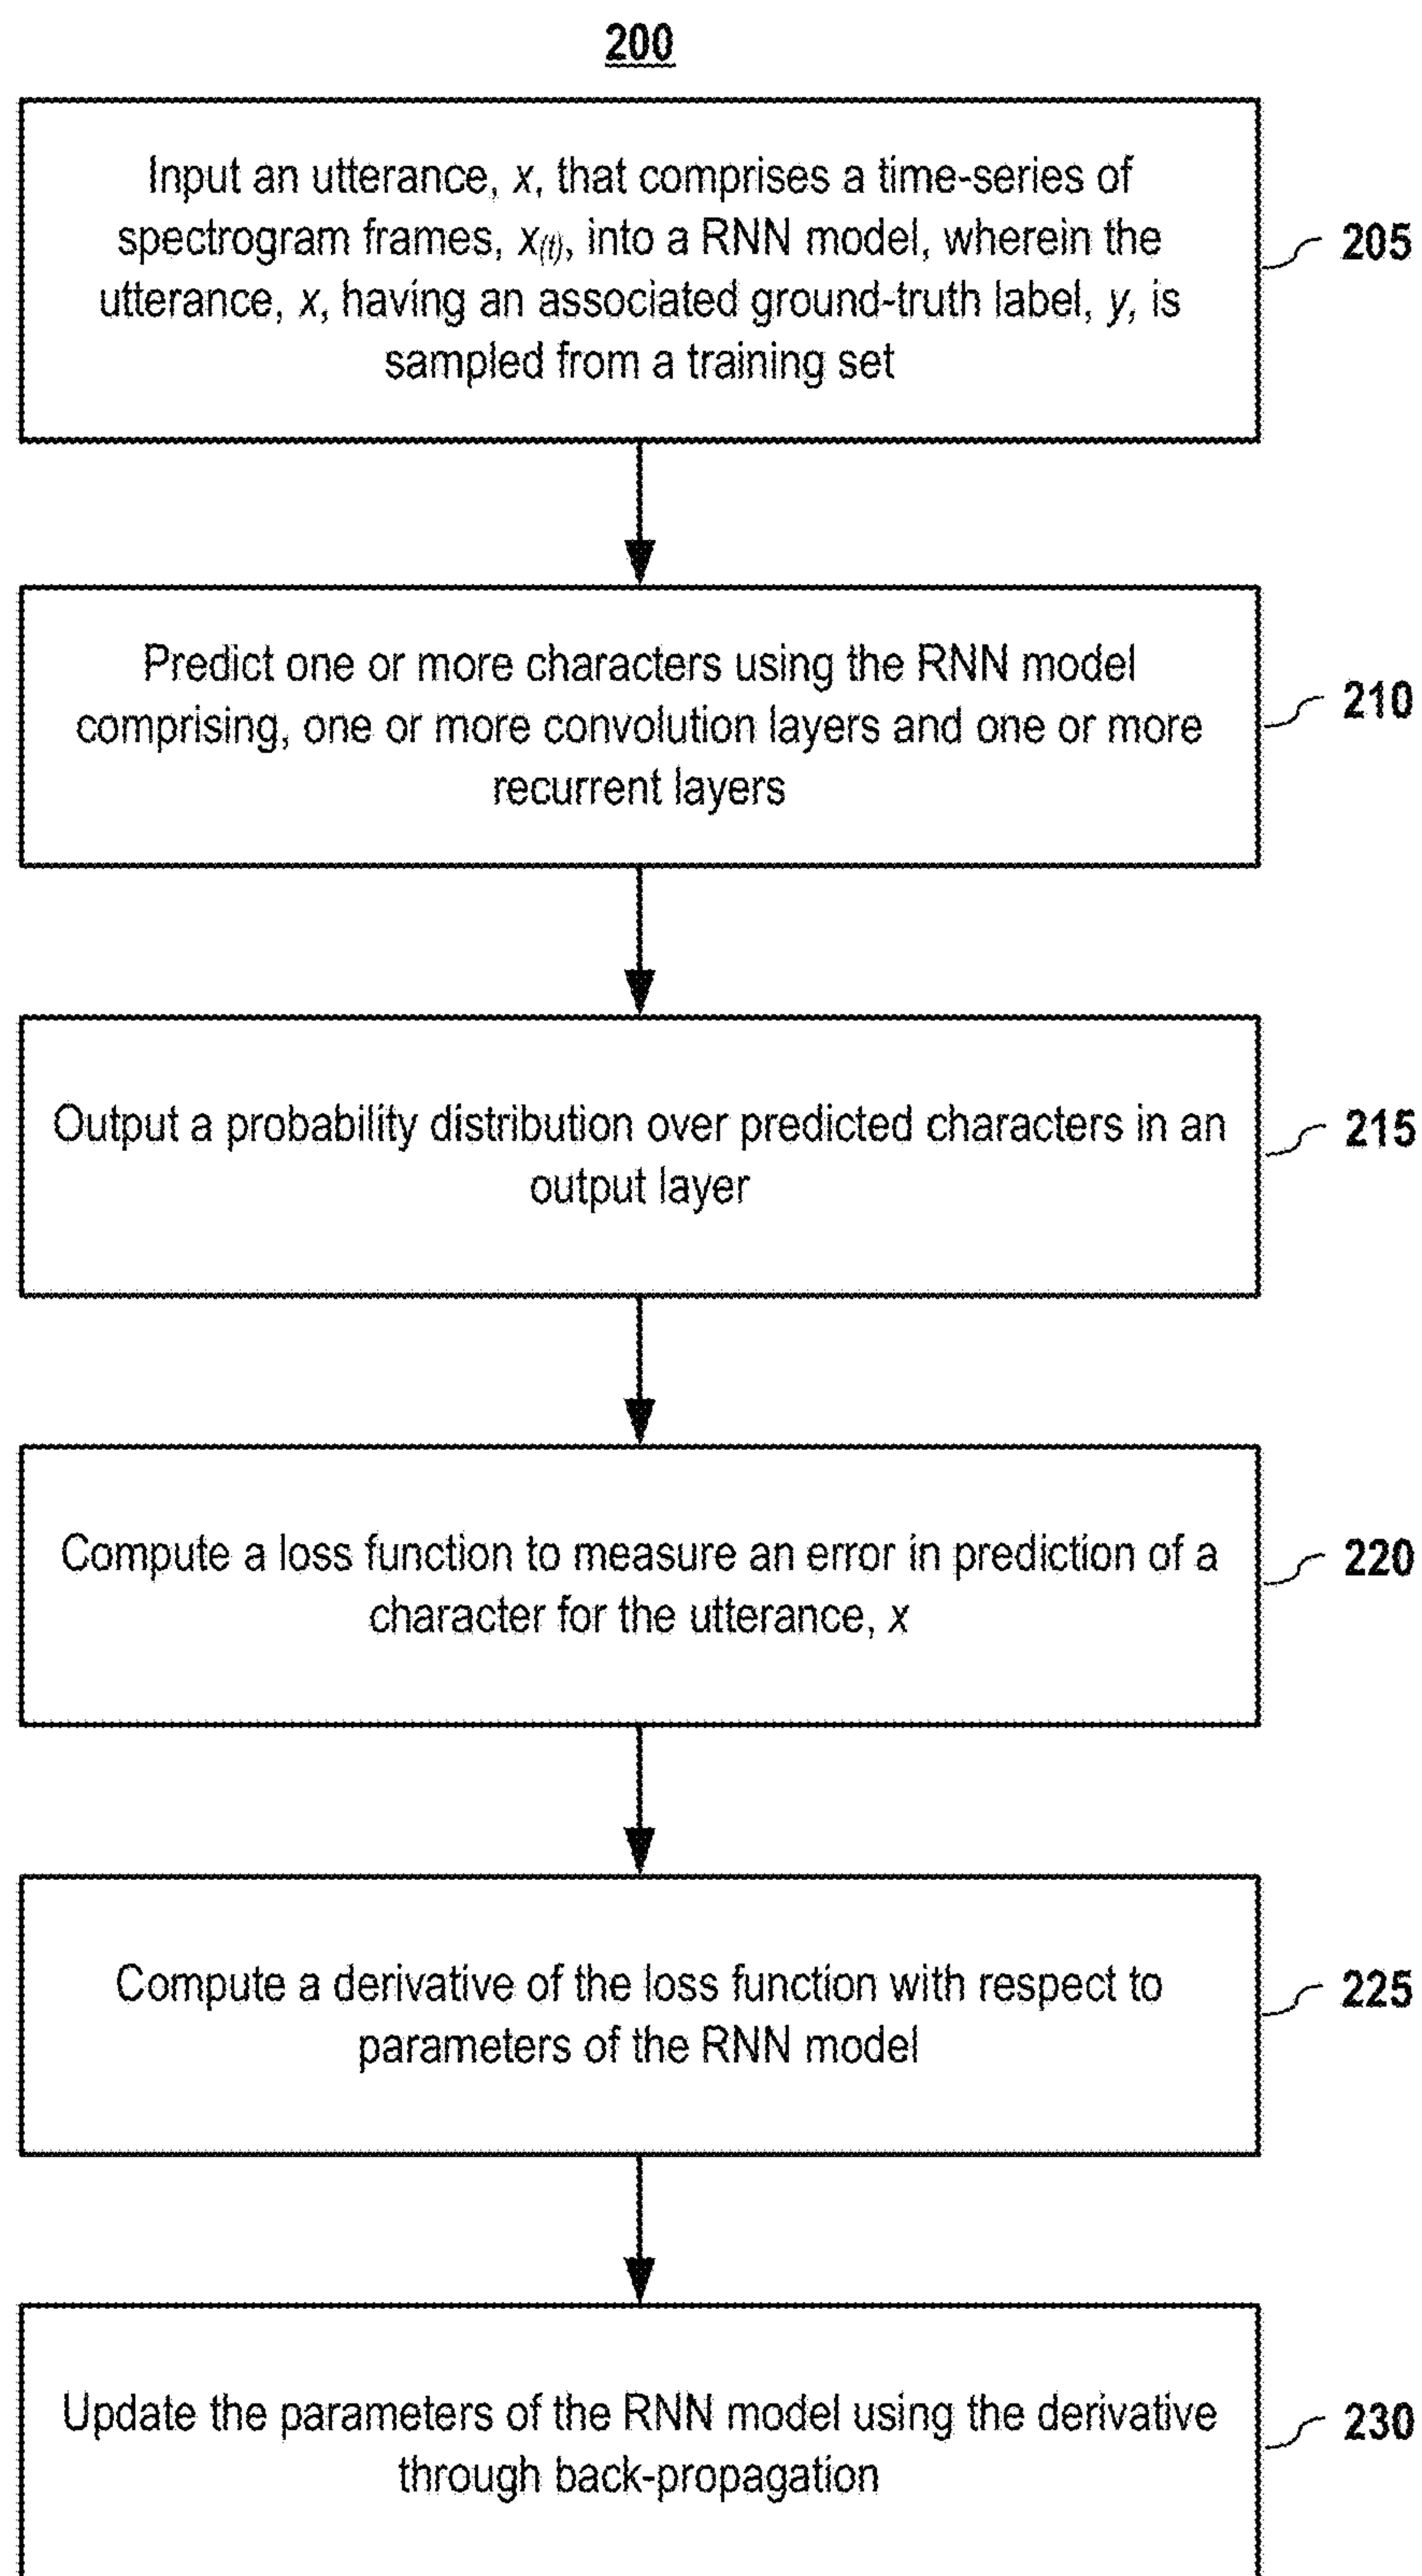 200
Input an utterance, x, that comprises a time-series of
spectrogram frames, x(t), into a RNN model, wherein the
utterance, x, having an associated ground-truth label, y, is
sampled from a training set
205
Predict one or more characters using the RNN model
comprising, one or more convolution layers and one or more
recurrent layers
210
Output a probability distribution over predicted characters in an
output layer
215
Compute a loss function to measure an error in prediction of a
character for the utterance, x
220
Compute a derivative of the loss function with respect to
parameters of the RNN model
225
Update the parameters of the RNN model using the derivative
through back-propagation
230